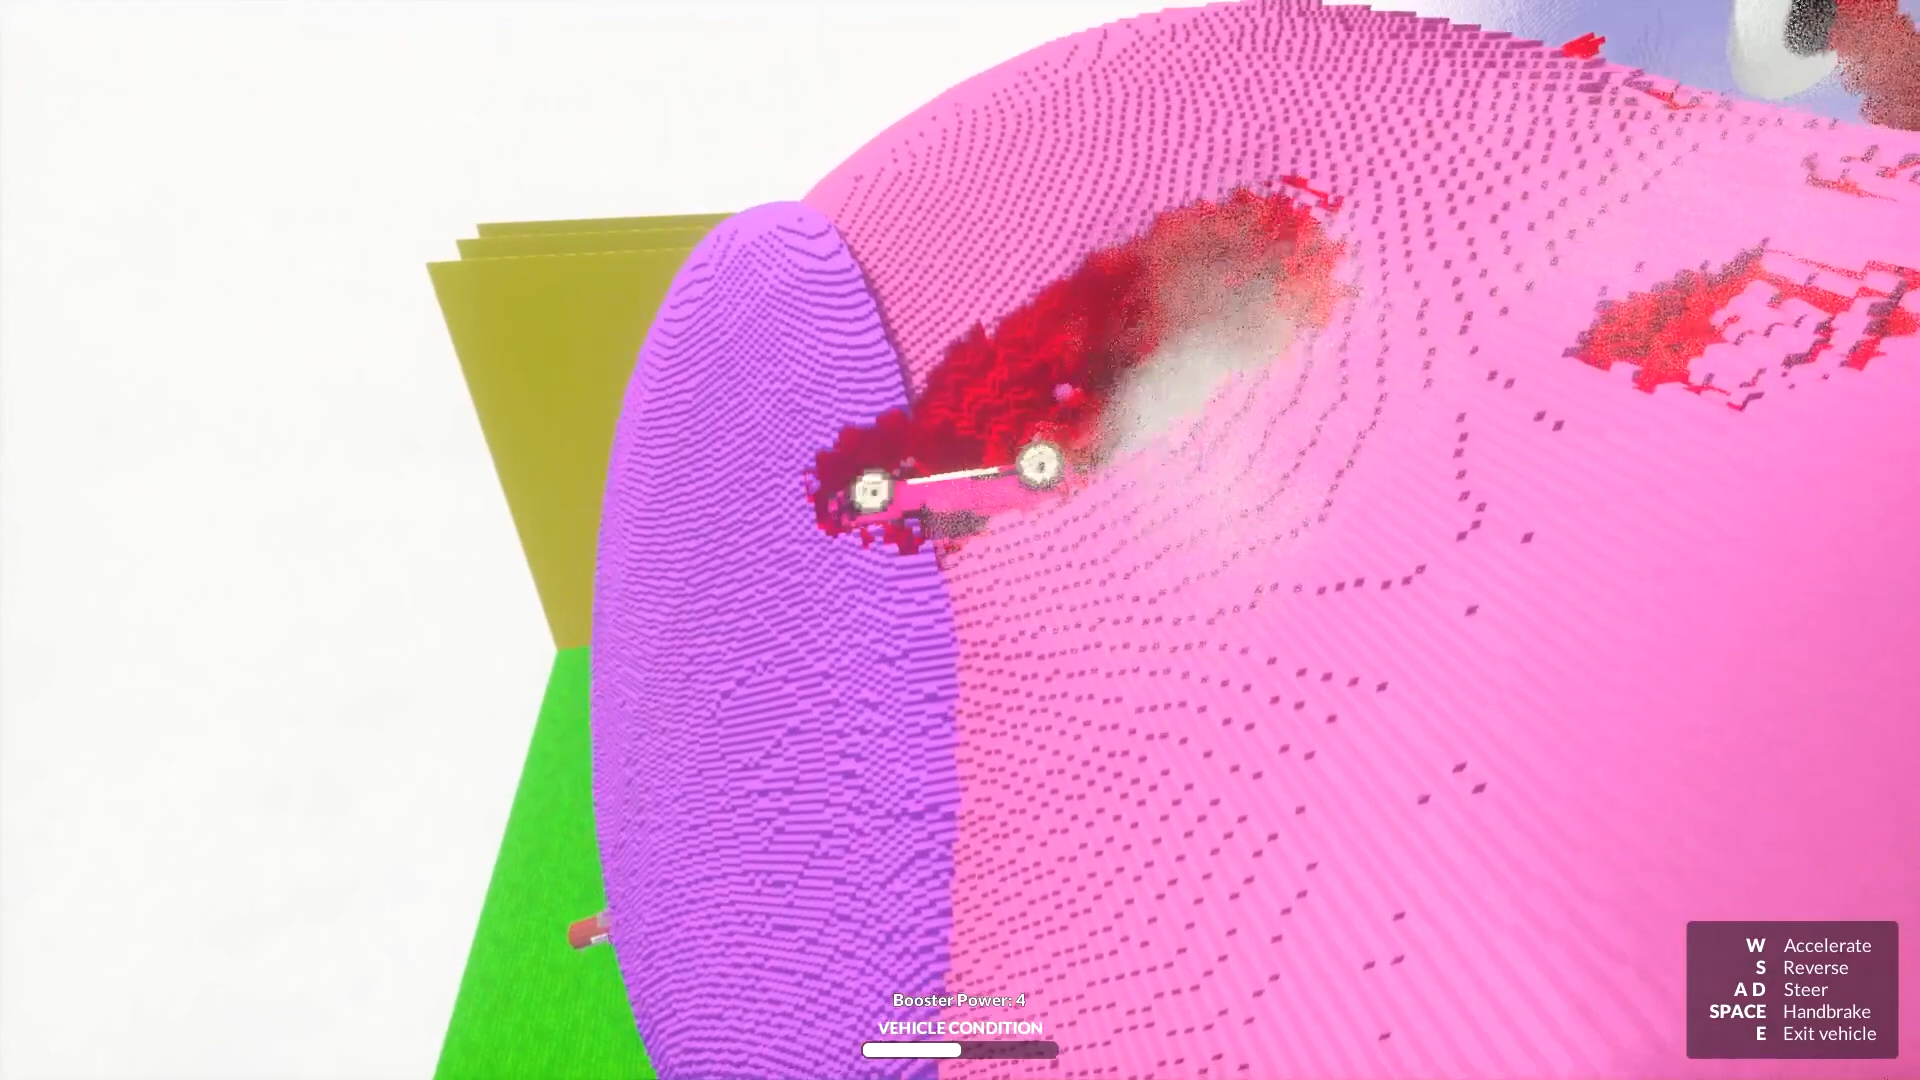 Booster Power: 4
VEHICLE CONDITION
W Accelerate
S Reverse
A D Steer
SPACE Handbrake
E Exit vehicle